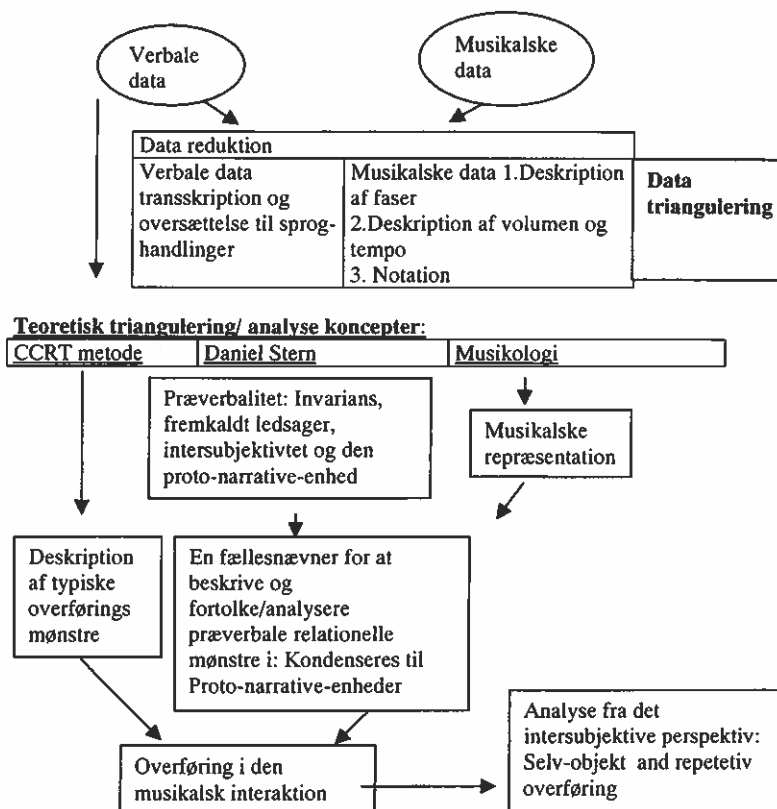 Verbale
data
Musikalske
data
Data reduktion
Verbale data
transskription og
oversættelse til sprog-
handlinger
Musikalske data 1.Deskription
af faser
2.Deskription af volumen og
tempo
3. Notation
Data
triangulering
Teoretisk triangulering/ analyse koncepter:
CCRT metode
Daniel Stern
Musikologi
Præverbalitet: Invarians,
fremkaldt ledsager,
intersubjektivtet og den
proto-narrative-enhed
Musikalske
repræsentation
Deskription
af typiske
overførings
mønstre
En fællesnævner for at
beskrive og
fortolke/analysere
præverbale relationelle
mønstre i: Kondenseres til
Proto-narrative-enheder
Overføring i den
musikalsk interaktion
Analyse fra det
intersubjektive perspektiv:
Selv-objekt and repetetiv
overføring